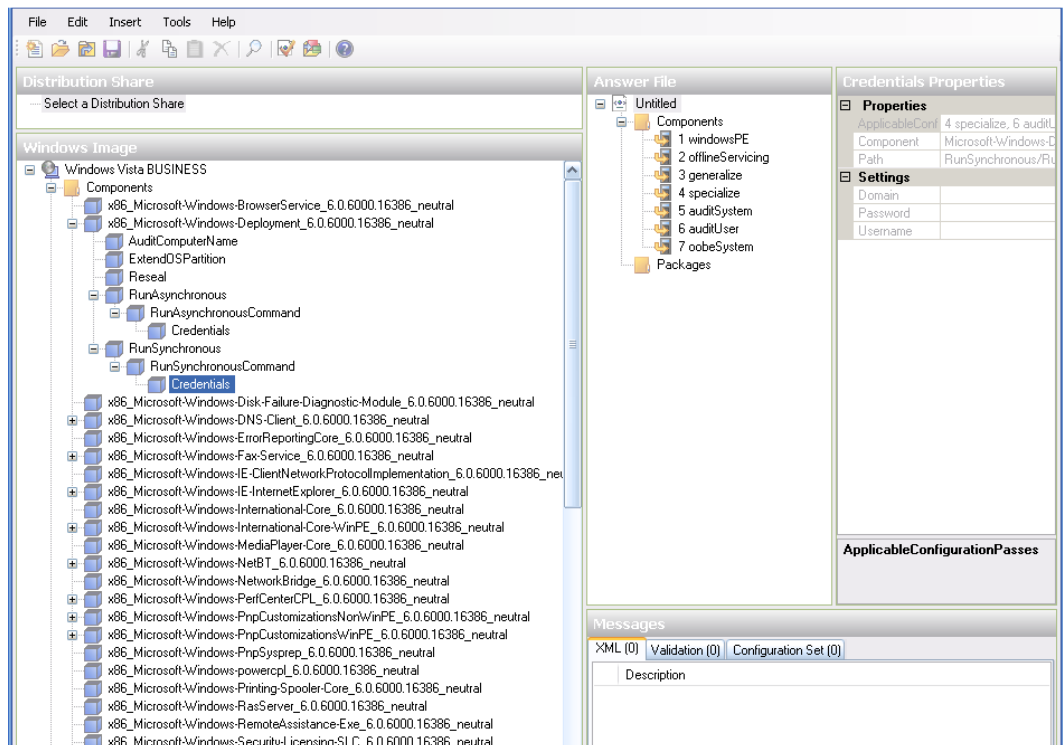 File Edit Insert Tools Help
Distribution Share
Select a Distribution Share
Windows Image
Windows Vista BUSINESS
Components
x86_Microsoft-Windows-BrowserService_6.0.6000.16386_neutral
x86_Microsoft-Windows-Deployment_6.0.6000.16386_neutral
AuditComputerName
ExtendOSPartition
Reseal
RunAsynchronous
RunAsynchronousCommand
Credentials
RunSynchronous
RunSynchronousCommand
Credentials
x86_Microsoft-Windows-Disk-Failure-Diagnostic-Module_6.0.6000.16386_neutral
x86_Microsoft-Windows-DNS-Client_6.0.6000.16386_neutral
x86_Microsoft-Windows-ErrorReportingCore_6.0.6000.16386_neutral
x86_Microsoft-Windows-Fax-Service_6.0.6000.16386_neutral
x86_Microsoft-Windows-IE-ClientNetworkProtocolImplementation_6.0.6000.16386_neu
x86_Microsoft-Windows-IE-InternetExplorer_6.0.6000.16386_neutral
x86_Microsoft-Windows-International-Core_6.0.6000.16386_neutral
x86_Microsoft-Windows-International-Core-WinPE_6.0.6000.16386_neutral
x86_Microsoft-Windows-MediaPlayer-Core_6.0.6000.16386_neutral
x86_Microsoft-Windows-NetBT_6.0.6000.16386_neutral
x86_Microsoft-Windows-NetworkBridge_6.0.6000.16386_neutral
x86_Microsoft-Windows-PerfCenterCPL_6.0.6000.16386_neutral
x86_Microsoft-Windows-PnpCustomizationsNonWinPE_6.0.6000.16386_neutral
x86_Microsoft-Windows-PnpCustomizationsWinPE_6.0.6000.16386_neutral
x86_Microsoft-Windows-PnpSysprep_6.0.6000.16386_neutral
x86_Microsoft-Windows-powercpl_6.0.6000.16386_neutral
x86_Microsoft-Windows-Printing-Spooler-Core_6.0.6000.16386_neutral
x86_Microsoft-Windows-RasServer_6.0.6000.16386_neutral
x86_Microsoft-Windows-RemoteAssistance-Exe_6.0.6000.16386_neutral
x86_Microsoft-Windows-Security-Licensing-SLC_6.0.6000.16386_neutral
Answer File
Untitled
Components
1 windowsPE
2 offlineServicing
3 generalize
4 specialize
5 auditSystem
6 auditUser
7 oobeSystem
Packages
Credentials Properties
Properties
ApplicableConf 4 specialize, 6 auditU
Component Microsoft-Windows-D
Path RunSynchronous/Ru
Settings
Domain
Password
Username
ApplicableConfigurationPasses
Messages
XML (0) Validation (0) Configuration Set (0)
Description